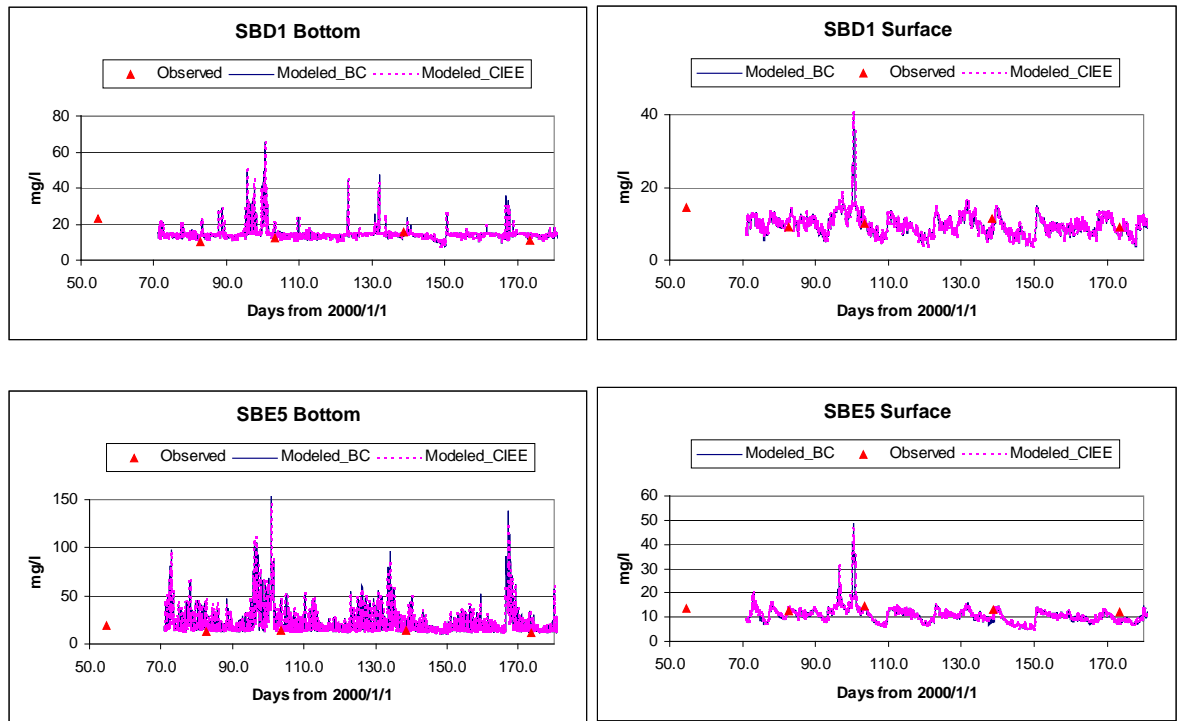 SBD1 Bottom
Observed Modeled_BC Modeled_CIEE
mg/l
80
60
40
20
0
50.0 70.0 90.0 110.0 130.0 150.0 170.0
Days from 2000/1/1
SBD1 Surface
Modeled_BC Observed Modeled_CIEE
mg/l
40
20
0
50.0 70.0 90.0 110.0 130.0 150.0 170.0
Days from 2000/1/1
SBE5 Bottom
Observed Modeled_BC Modeled_CIEE
mg/l
150
100
50
0
50.0 70.0 90.0 110.0 130.0 150.0 170.0
Days from 2000/1/1
SBE5 Surface
Modeled_BC Observed Modeled_CIEE
mg/l
60
50
40
30
20
10
0
50.0 70.0 90.0 110.0 130.0 150.0 170.0
Days from 2000/1/1